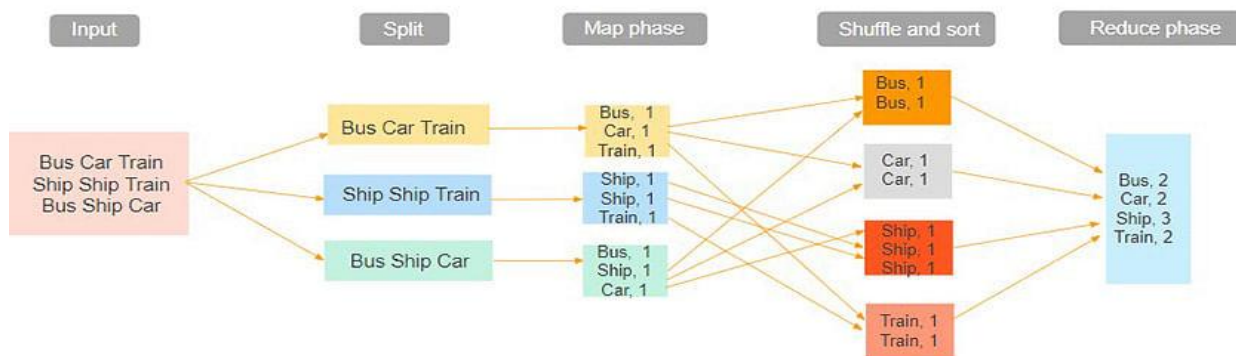 Input
Split
Map phase
Shuffle and sort
Reduce phase
Bus Car Train
Ship Ship Train
Bus Ship Car
Bus Car Train
Ship Ship Train
Bus Ship Car
Bus, 1
Car, 1
Train, 1
Ship, 1
Ship, 1
Train, 1
Bus, 1
Ship, 1
Car, 1
Bus, 1
Bus, 1
Car, 1
Car, 1
Ship, 1
Ship, 1
Ship, 1
Train, 1
Train, 1
Bus, 2
Car, 2
Ship, 3
Train, 2